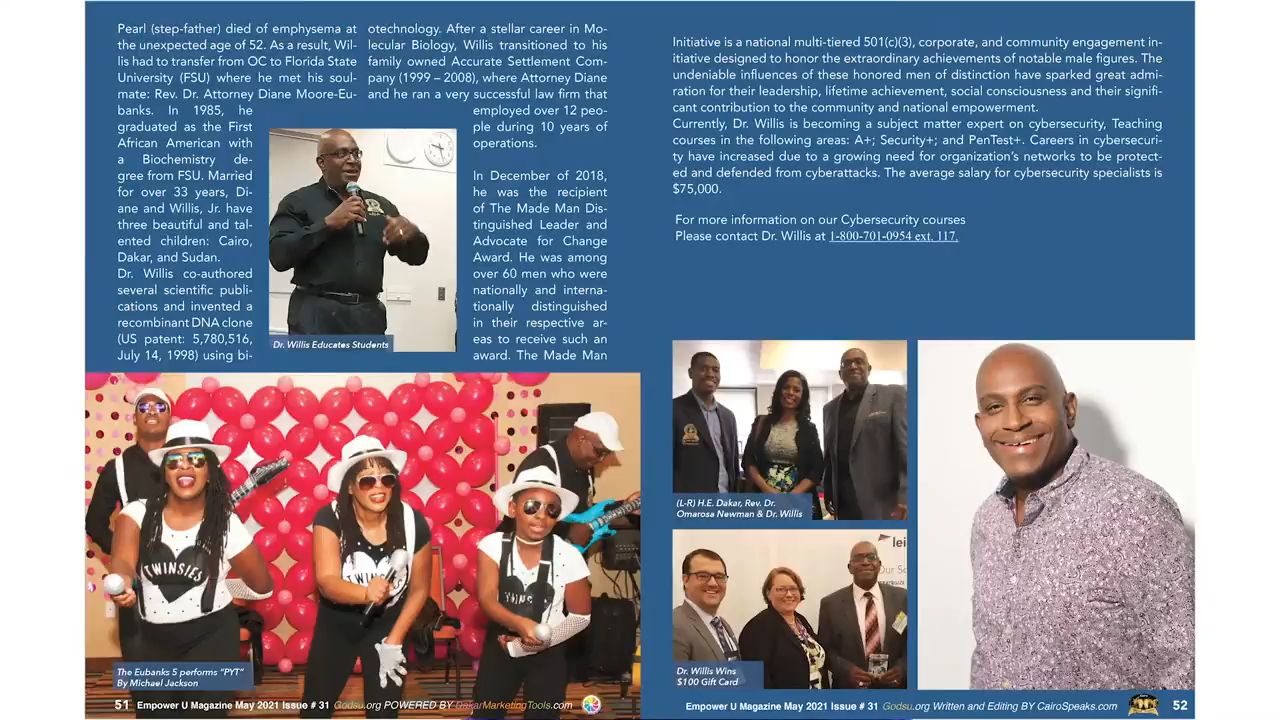 Pearl (step-father) died of emphysema at
the unexpected age of 52. As a result, Wil-
lis had to transfer from OC to Florida State
University (FSU) where he met his soul-
mate: Rev. Dr. Attorney Diane Moore-Eu-
banks. In 1985, he
graduated as the First
African American with
a Biochemistry de-
gree from FSU. Married
for over 33 years, Di-
ane and Willis, Jr. have
three beautiful and tal-
ented children: Cairo,
Dakar, and Sudan.
Dr. Willis co-authored
several scientific publi-
cations and invented a
recombinant DNA clone
(US patent: 5,780,516,
July 14, 1998) using bi-
otechnology. After a stellar career in Mo-
lecular Biology, Willis transitioned to his
family owned Accurate Settlement Com-
pany (1999 – 2008), where Attorney Diane
and he ran a very successful law firm that
employed over 12 peo-
ple during 10 years of
operations.
In December of 2018,
he was the recipient
of The Made Man Dis-
tinguished Leader and
Advocate for Change
Award. He was among
over 60 men who were
nationally and interna-
tionally distinguished
in their respective ar-
eas to receive such an
award. The Made Man
Dr. Willis Educates Students
TWINSIES
TWINSIES
TWINS
The Eubanks 5 performs "PYT"
By Michael Jackson
51 Empower U Magazine May 2021 Issue # 31 Godsu.org POWERED BY DakarMarketingTools.com
Initiative is a national multi-tiered 501(c)(3), corporate, and community engagement in-
itiative designed to honor the extraordinary achievements of notable male figures. The
undeniable influences of these honored men of distinction have sparked great admi-
ration for their leadership, lifetime achievement, social consciousness and their signifi-
cant contribution to the community and national empowerment.
Currently, Dr. Willis is becoming a subject matter expert on cybersecurity, Teaching
courses in the following areas: A+; Security+; and PenTest+. Careers in cybersecuri-
ty have increased due to a growing need for organization's networks to be protect-
ed and defended from cyberattacks. The average salary for cybersecurity specialists is
$75,000.
For more information on our Cybersecurity courses
Please contact Dr. Willis at 1-800-701-0954 ext. 117.
(L-R) H.E. Dakar, Rev. Dr.
Omarosa Newman & Dr. Willis
lei
Our So
Dr. Willis Wins
$100 Gift Card
Empower U Magazine May 2021 Issue # 31 Godsu.org Written and Editing BY CairoSpeaks.com 52